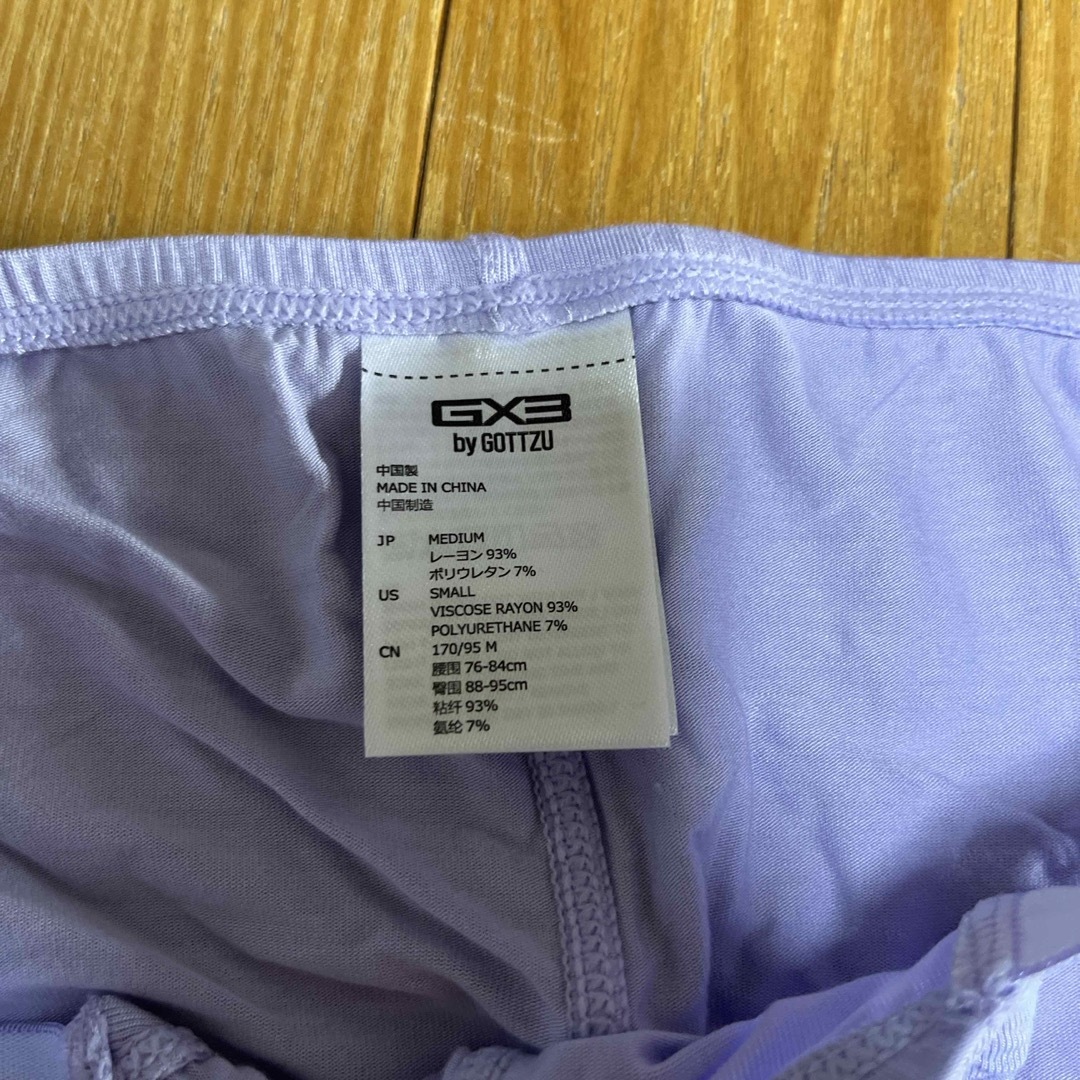 GX3
by GOTTZU
中国製
MADE IN CHINA
中国制造
JP MEDIUM
レーヨン 93%
ポリウレタン 7%
US SMALL
VISCOSE RAYON 93%
POLYURETHANE 7%
CN 170/95 M
腰围 76-84cm
臀围 88-95cm
粘纤 93%
氨纶 7%